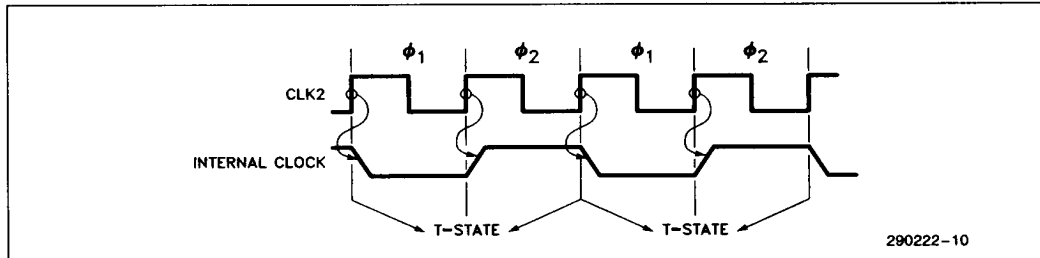 ϕ1 ϕ2 ϕ1 ϕ2
CLK2
INTERNAL CLOCK
T-STATE T-STATE
290222-10